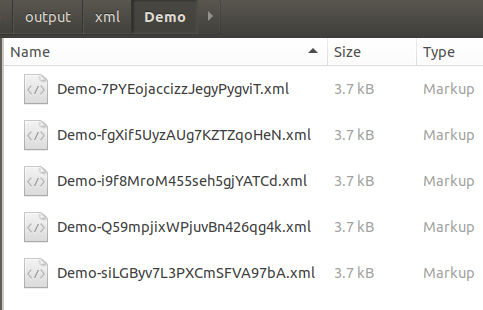 output xml Demo
Name Size Type
Demo-7PYEojaccizzJegyPygviT.xml 3.7 kB Markup
Demo-fgXif5UyzAUg7KZTZqoHeN.xml 3.7 kB Markup
Demo-i9f8MroM455seh5gjYATCd.xml 3.7 kB Markup
Demo-Q59mpjixWPjuvBn426qg4k.xml 3.7 kB Markup
Demo-siLGByv7L3PXCmSFVA97bA.xml 3.7 kB Markup